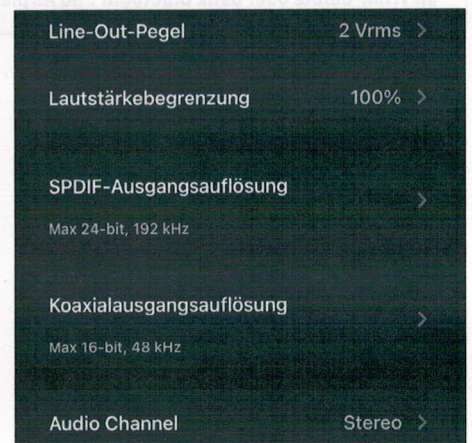 Line-Out-Pegel 2 Vrms >
Lautstärkebegrenzung 100% >
SPDIF-Ausgangsauflösung >
Max 24-bit, 192 kHz
Koaxialausgangsauflösung >
Max 16-bit, 48 kHz
Audio Channel Stereo >